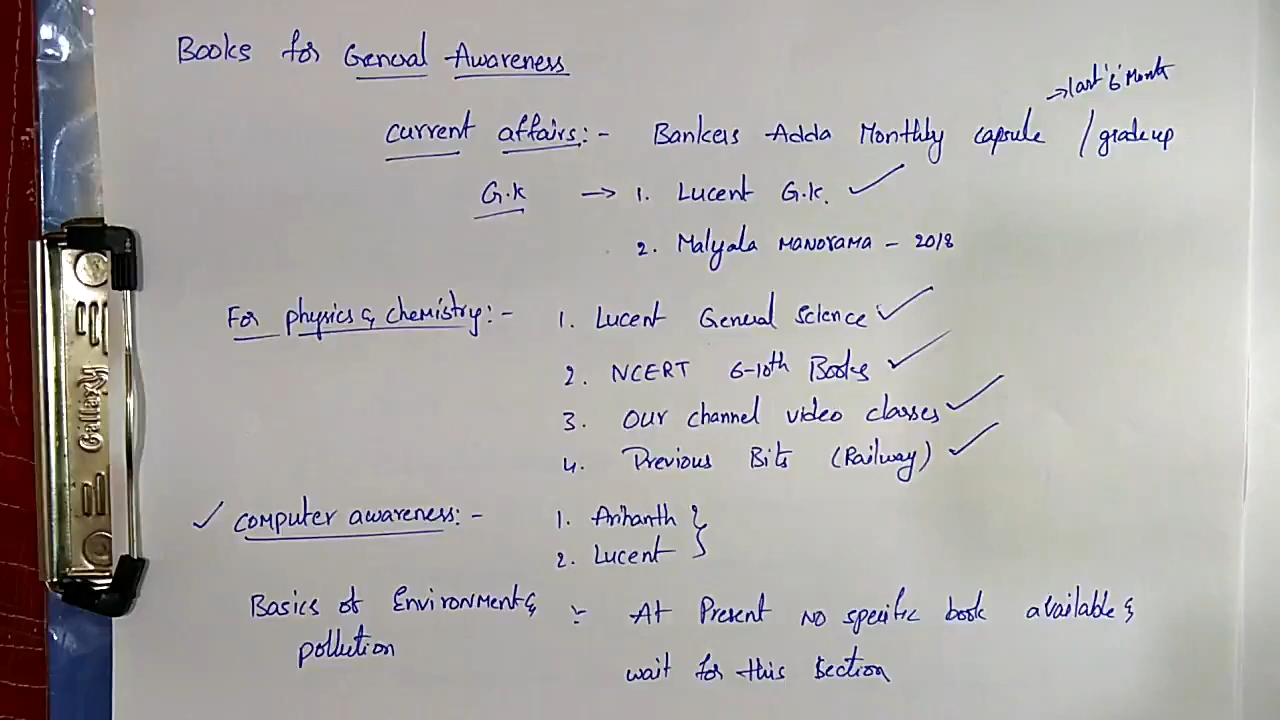 Books for General Awareness
→ last '6' Month
Current affairs:- Bankers Adda Monthly capsule / gradeup
G.K → 1. Lucent G.K. ✓
2. Malyala MANORAMA - 2018
For physics & chemistry:- 1. Lucent General Science ✓
2. NCERT 6-10th Books ✓
3. Our channel video classes ✓
4. Previous Bits (Railway) ✓
✓ Computer awareness:- 1. Arihanth }
2. Lucent
Basics of Environment & :- At Present no specific book available &
pollution
wait for this section
Gallaxy